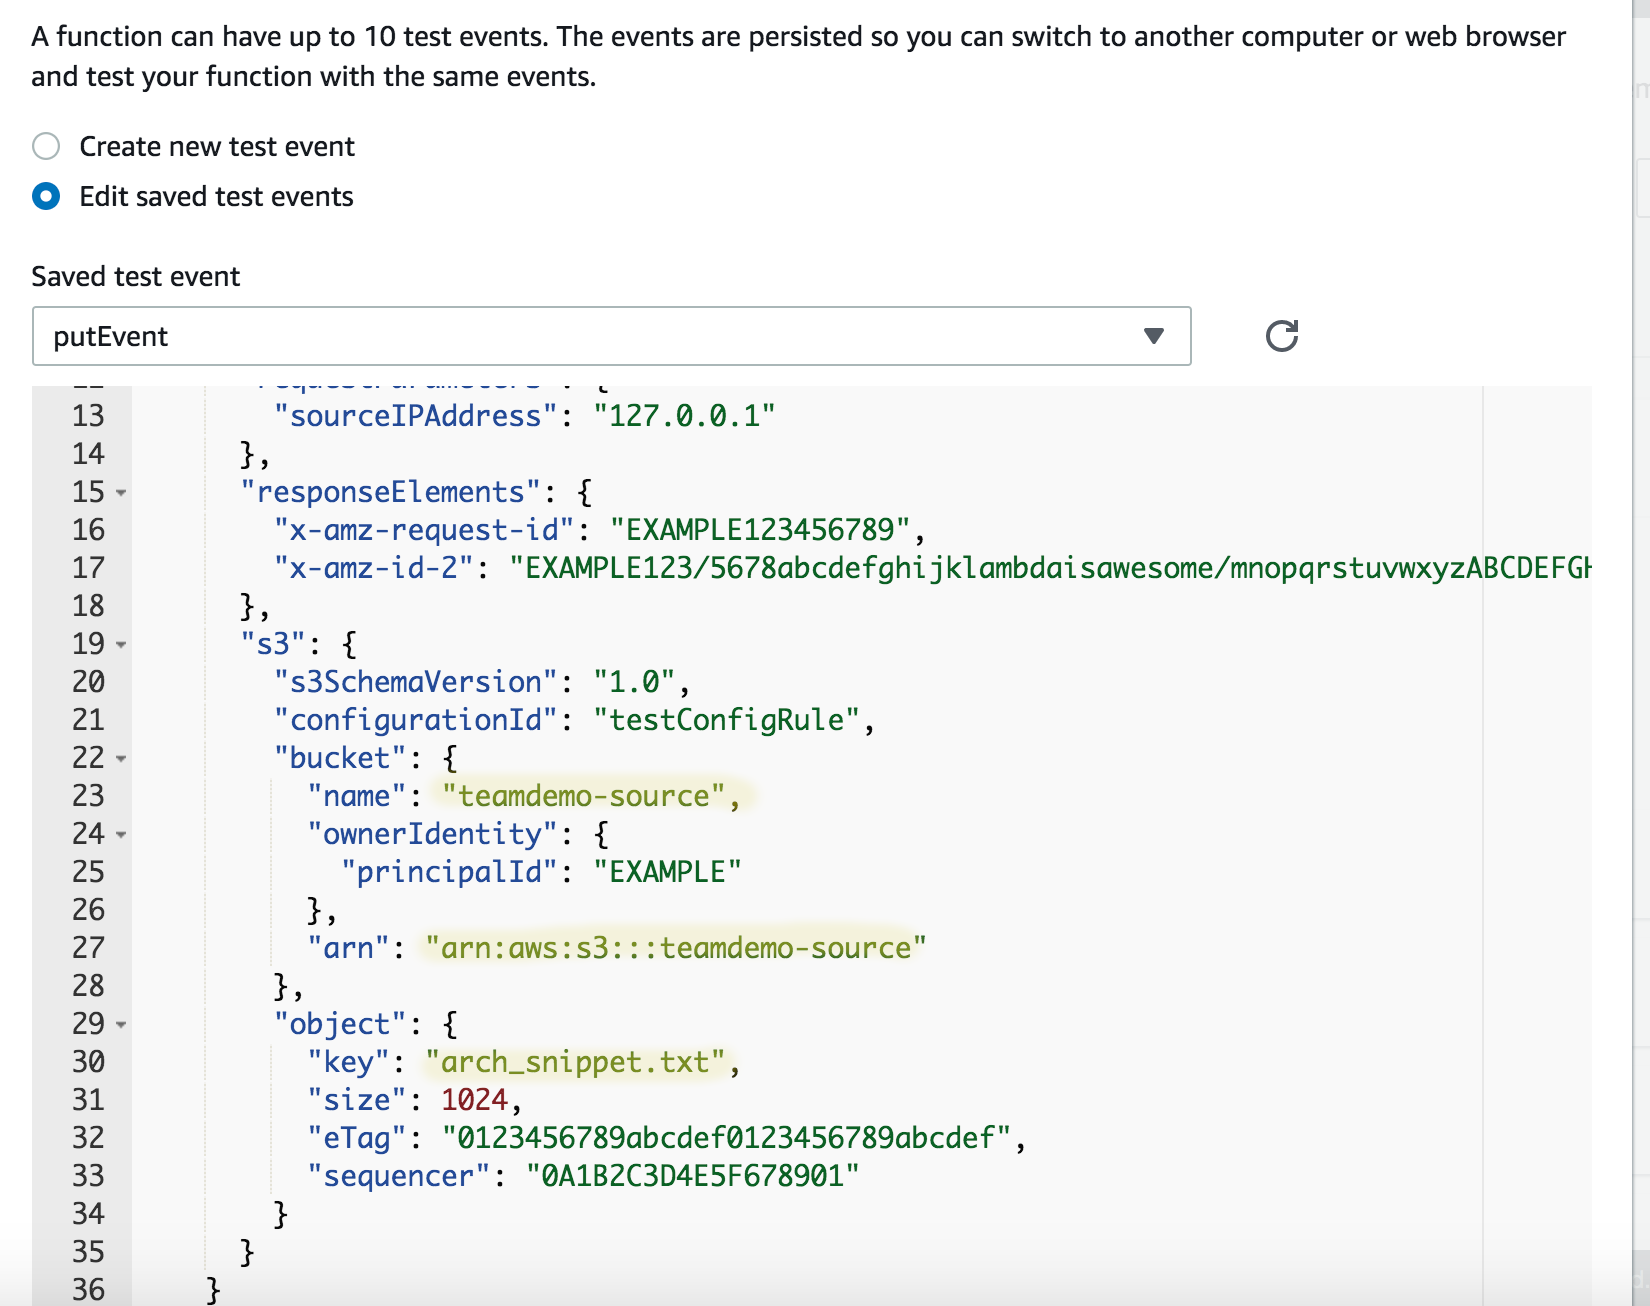 A function can have up to 10 test events. The events are persisted so you can switch to another computer or web browser
and test your function with the same events.
Create new test event
Edit saved test events
Saved test event
putEvent
13 "sourceIPAddress": "127.0.0.1"
14 },
15 "responseElements": {
16 "x-amz-request-id": "EXAMPLE123456789",
17 "x-amz-id-2": "EXAMPLE123/5678abcdefghijklambdaisawesome/mnopqrstuvwxyzABCDEFGH
18 },
19 "s3": {
20 "s3SchemaVersion": "1.0",
21 "configurationId": "testConfigRule",
22 "bucket": {
23 "name": "teamdemo-source",
24 "ownerIdentity": {
25 "principalId": "EXAMPLE"
26 },
27 "arn": "arn:aws:s3:::teamdemo-source"
28 },
29 "object": {
30 "key": "arch_snippet.txt",
31 "size": 1024,
32 "eTag": "0123456789abcdef0123456789abcdef",
33 "sequencer": "0A1B2C3D4E5F678901"
34 }
35 }
36 }